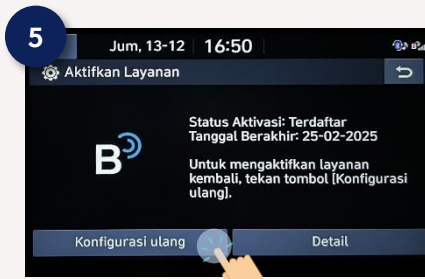 5
Jum, 13-12 16:50
Aktifkan Layanan
B
Status Aktivasi: Terdaftar
Tanggal Berakhir: 25-02-2025
Untuk mengaktifkan layanan
kembali, tekan tombol [Konfigurasi
ulang].
Konfigurasi ulang
Detail